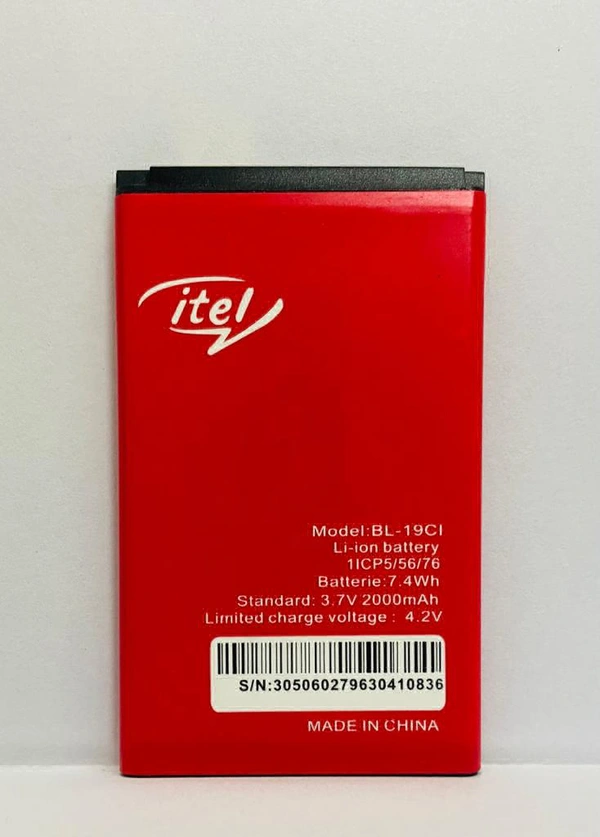 itel
Model:BL-19CI
Li-ion battery
1ICP5/56/76
Batterie:7.4Wh
Standard: 3.7V 2000mAh
Limited charge voltage : 4.2V
S/N:305060279630410836
MADE IN CHINA